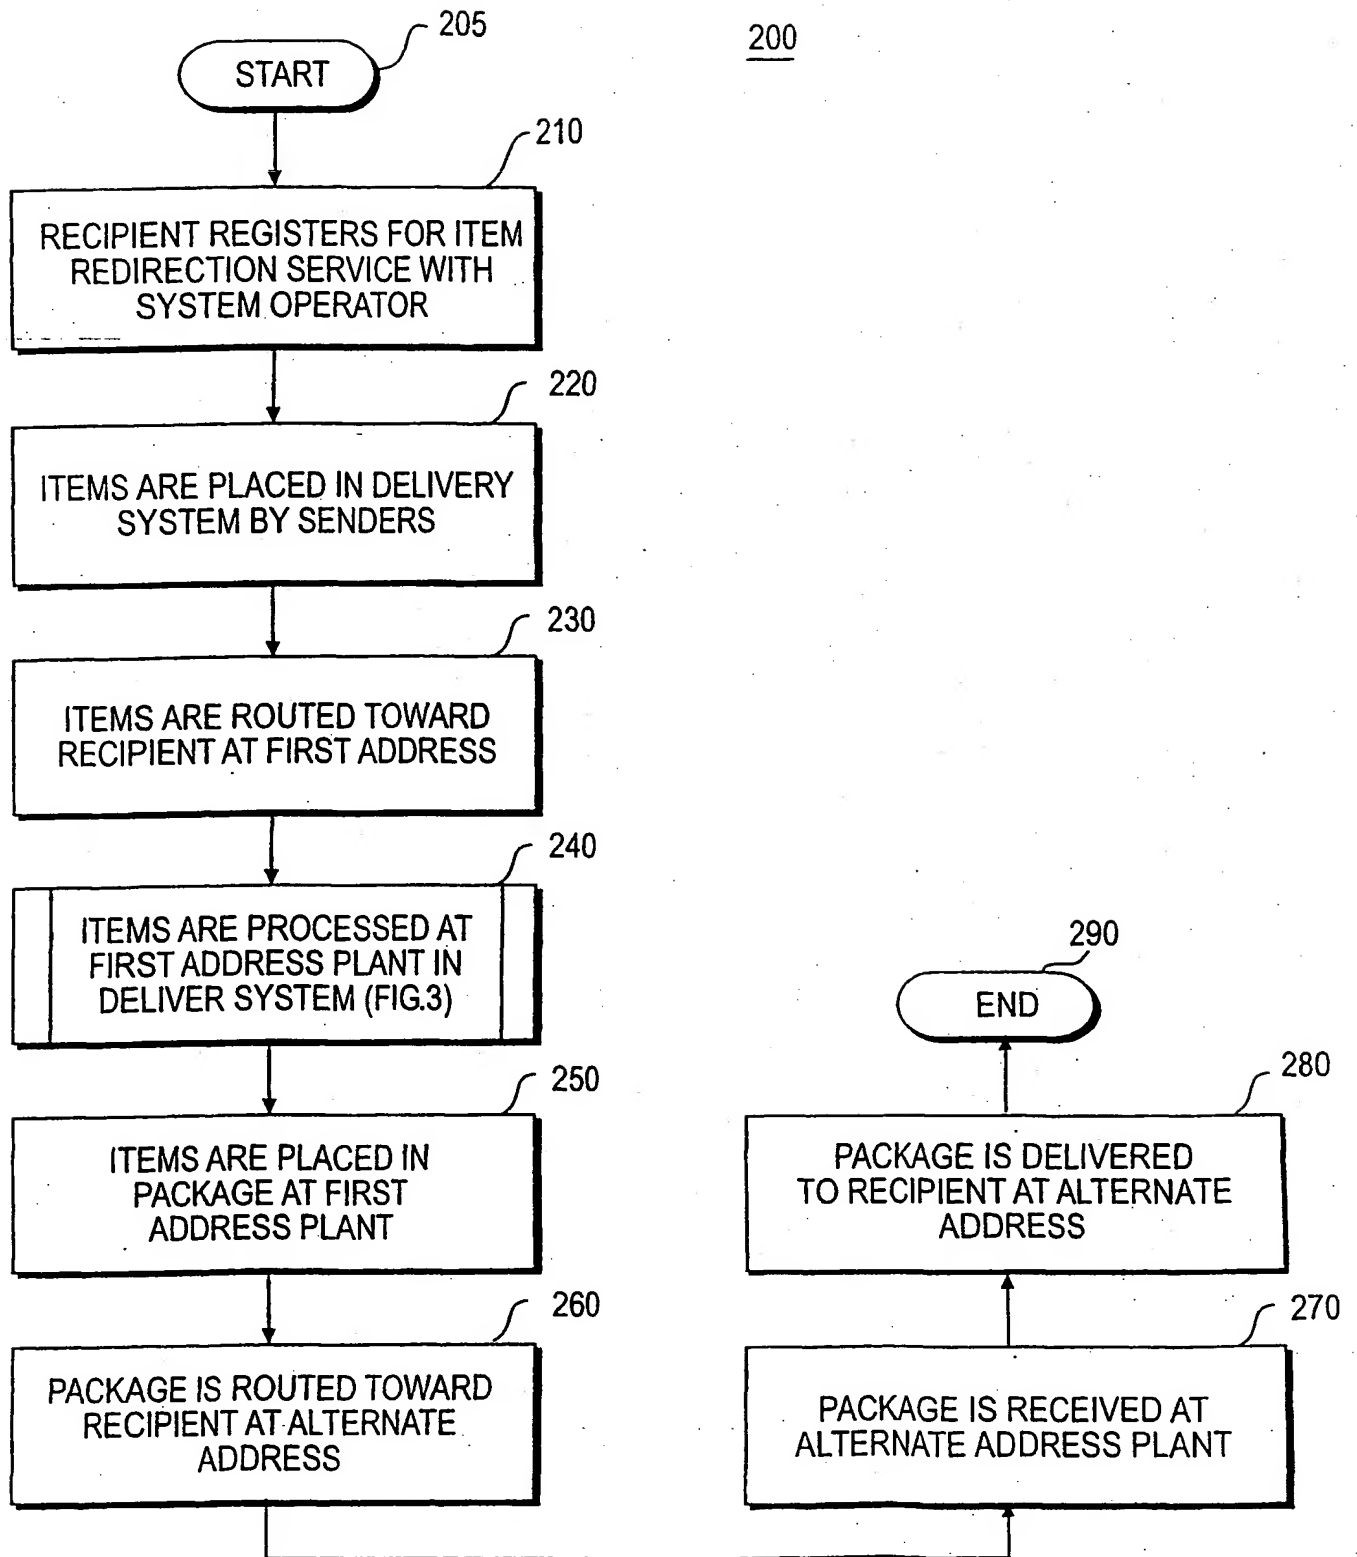 205
200
START
210
RECIPIENT REGISTERS FOR ITEM
REDIRECTION SERVICE WITH
SYSTEM OPERATOR
220
ITEMS ARE PLACED IN DELIVERY
SYSTEM BY SENDERS
230
ITEMS ARE ROUTED TOWARD
RECIPIENT AT FIRST ADDRESS
240
ITEMS ARE PROCESSED AT
FIRST ADDRESS PLANT IN
DELIVER SYSTEM (FIG.3)
250
ITEMS ARE PLACED IN
PACKAGE AT FIRST
ADDRESS PLANT
260
PACKAGE IS ROUTED TOWARD
RECIPIENT AT ALTERNATE
ADDRESS
270
PACKAGE IS RECEIVED AT
ALTERNATE ADDRESS PLANT
280
PACKAGE IS DELIVERED
TO RECIPIENT AT ALTERNATE
ADDRESS
290
END